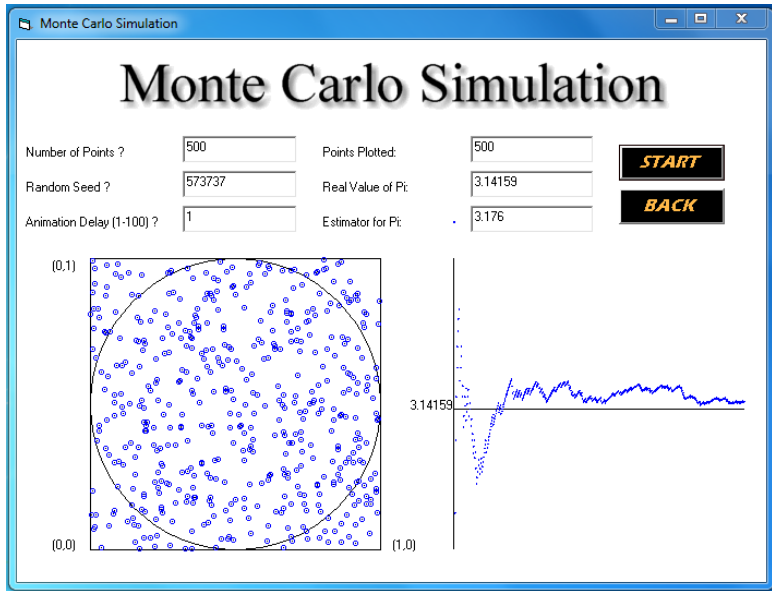 Monte Carlo Simulation
Monte Carlo Simulation
Number of Points ? 500 Points Plotted: 500 START
Random Seed ? 573737 Real Value of Pi: 3.14159 BACK
Animation Delay (1-100) ? 1 Estimator for Pi: 3.176
(0,1)
3.14159
(0,0) (1,0)